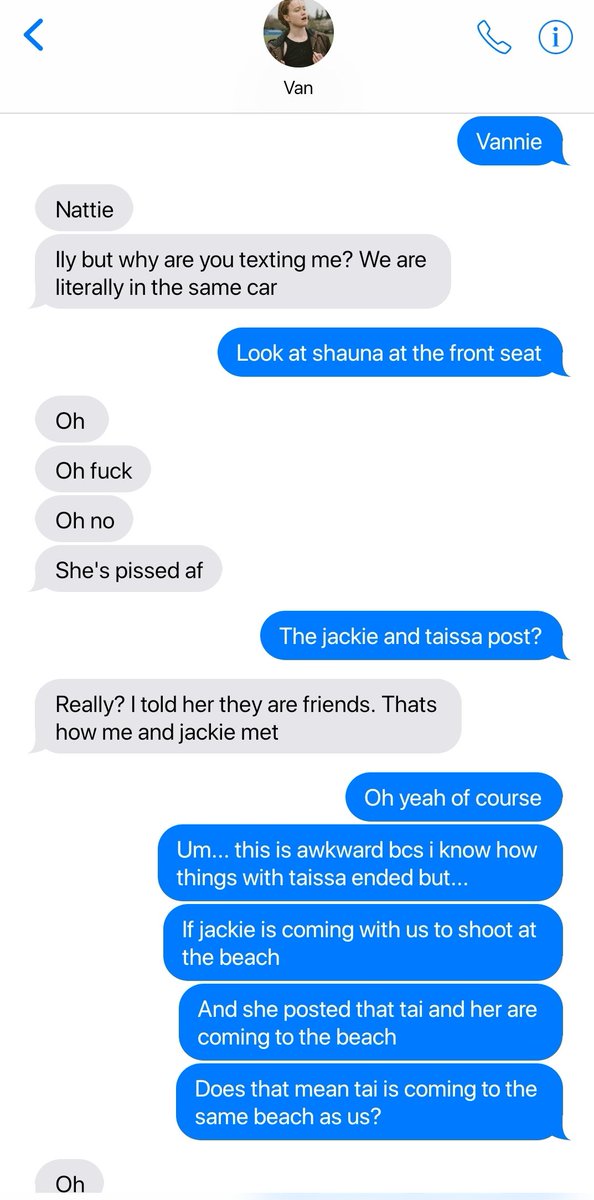 Van
Vannie
Nattie
Ily but why are you texting me? We are
literally in the same car
Look at shauna at the front seat
Oh
Oh fuck
Oh no
She's pissed af
The jackie and taissa post?
Really? I told her they are friends. Thats
how me and jackie met
Oh yeah of course
Um... this is awkward bcs i know how
things with taissa ended but...
If jackie is coming with us to shoot at
the beach
And she posted that tai and her are
coming to the beach
Does that mean tai is coming to the
same beach as us?
Oh